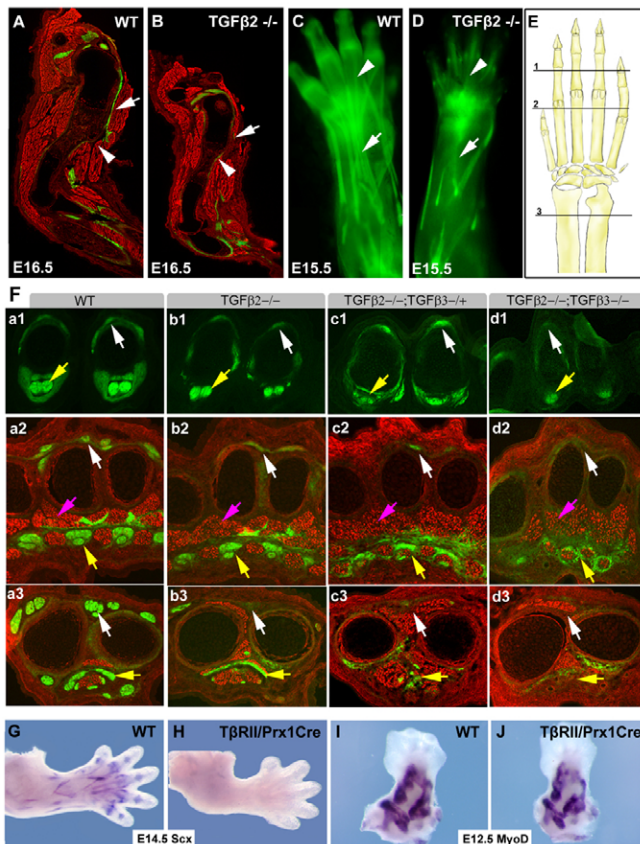 A WT
B TGFβ2 -/-
C WT
D TGFβ2 -/-
E
1
2
3
E16.5
E16.5
E15.5
E15.5
F
WT
TGFβ2−/−
TGFβ2−/−;TGFβ3−/+
TGFβ2−/−;TGFβ3−/−
a1
b1
c1
d1
a2
b2
c2
d2
a3
b3
c3
d3
G WT
H TβRII/Prx1Cre
I WT
J TβRII/Prx1Cre
E14.5 Scx
E12.5 MyoD